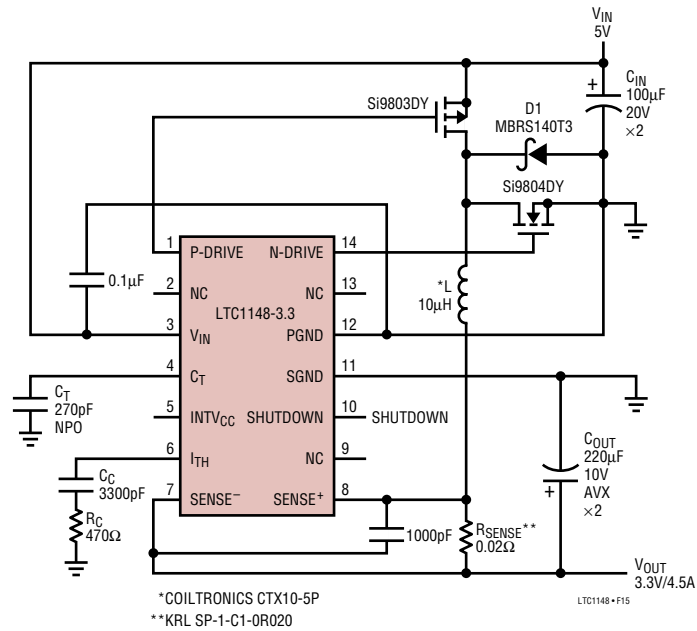 VIN
5V
Si9803DY
+
CIN
100µF
20V
×2
D1
MBRS140T3
Si9804DY
1
P-DRIVE
N-DRIVE
14
0.1µF
2
NC
NC
13
LTC1148-3.3
*L
10µH
3
VIN
PGND
12
4
CT
SGND
11
CT
270pF
NPO
5
INTVCC
SHUTDOWN
10
SHUTDOWN
6
ITH
NC
9
CC
3300pF
7
SENSE–
SENSE+
8
COUT
220µF
10V
AVX
×2
+
RC
470Ω
1000pF
RSENSE**
0.02Ω
VOUT
3.3V/4.5A
*COILTRONICS CTX10-5P
**KRL SP-1-C1-0R020
LTC1148 • F15